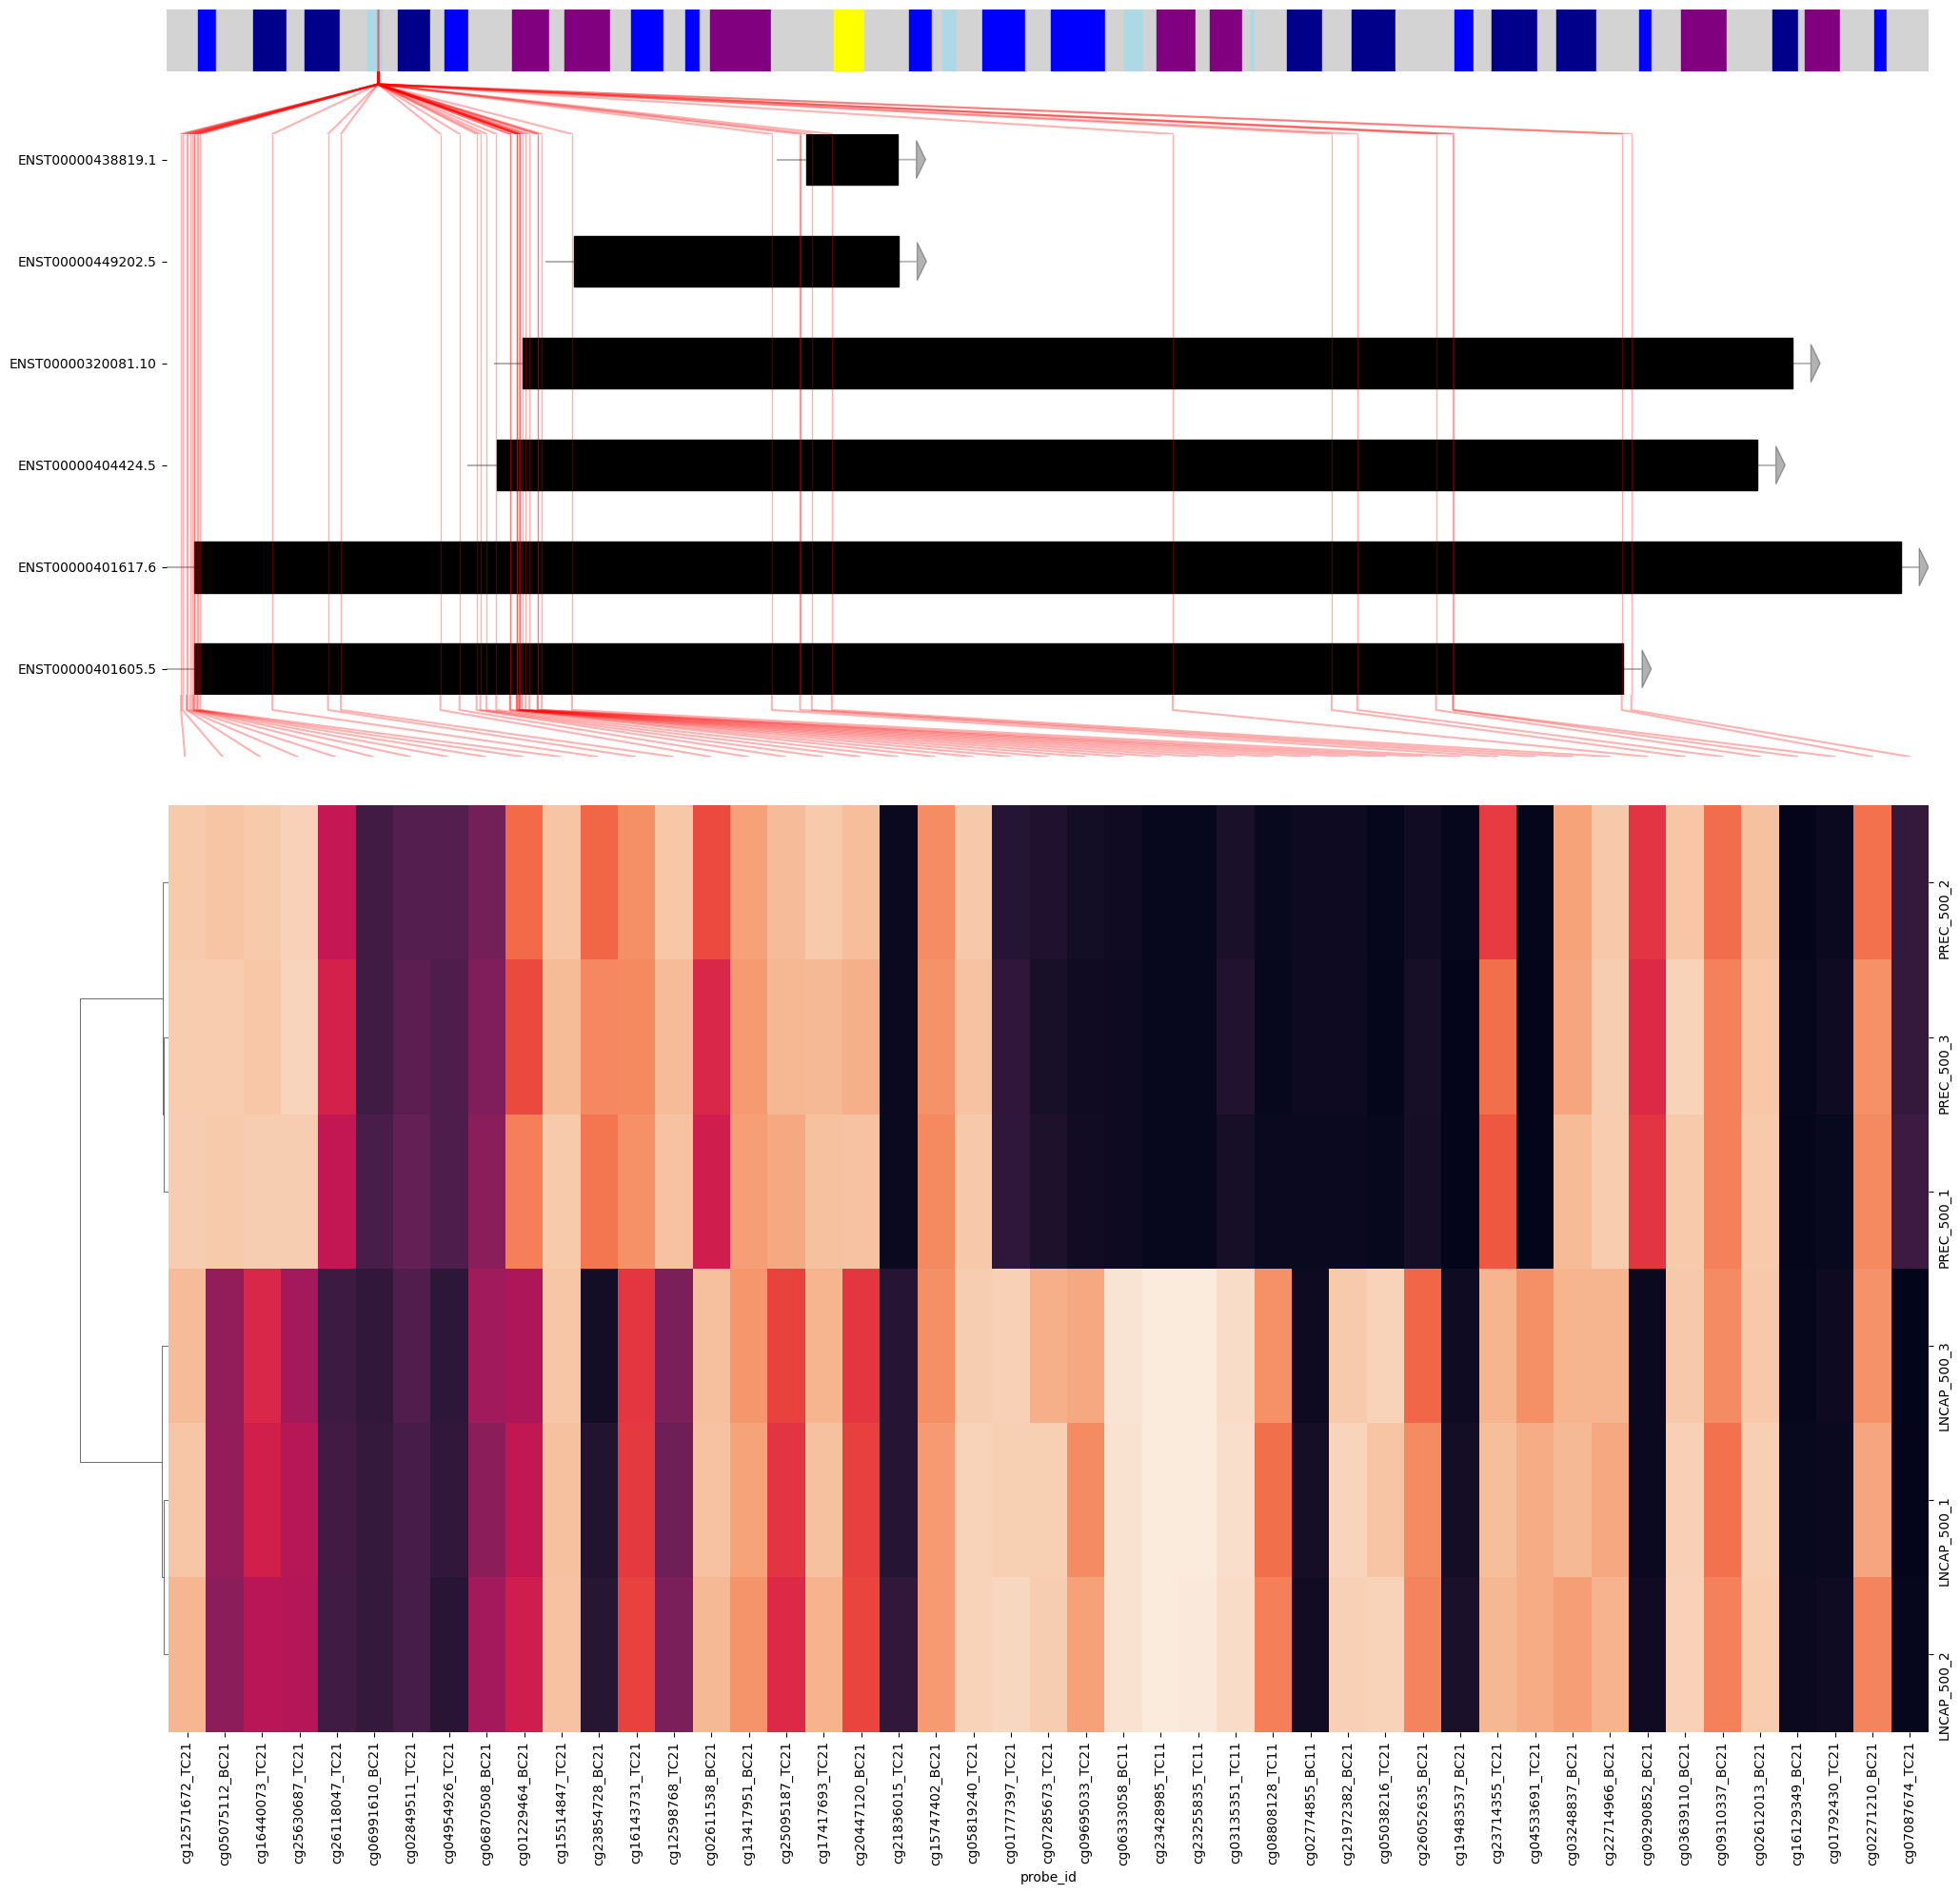 ENST00000438819.1
ENST00000449202.5
ENST00000320081.10
ENST00000404424.5
ENST00000401617.6
ENST00000401605.5
PREC_500_2
PREC_500_3
PREC_500_1
LNCAP_500_3
LNCAP_500_1
LNCAP_500_2
cg12571672_TC21
cg05075112_BC21
cg16440073_TC21
cg25630687_TC21
cg26118047_TC21
cg06991610_BC21
cg02849511_TC21
cg04954926_TC21
cg06870508_BC21
cg01229464_BC21
cg15514847_TC21
cg23854728_BC21
cg16143731_TC21
cg12598768_TC21
cg02611538_BC21
cg13417951_BC21
cg25095187_TC21
cg17417693_TC21
cg20447120_BC21
cg21836015_TC21
cg15747402_BC21
cg05819240_TC21
cg01777397_TC21
cg07285673_TC21
cg09695033_TC21
cg06333058_BC11
cg23428985_TC11
cg23255835_TC11
cg03135351_TC11
cg08808128_TC11
cg02774855_BC11
cg21972382_BC21
cg05038216_TC21
cg26052635_BC21
cg19483537_BC21
cg23714355_TC21
cg04533691_TC21
cg03248837_BC21
cg22714966_BC21
cg09290852_BC21
cg03639110_BC21
cg09310337_BC21
cg02612013_BC21
cg16129349_BC21
cg01792430_TC21
cg02271210_BC21
cg07087674_TC21
probe_id